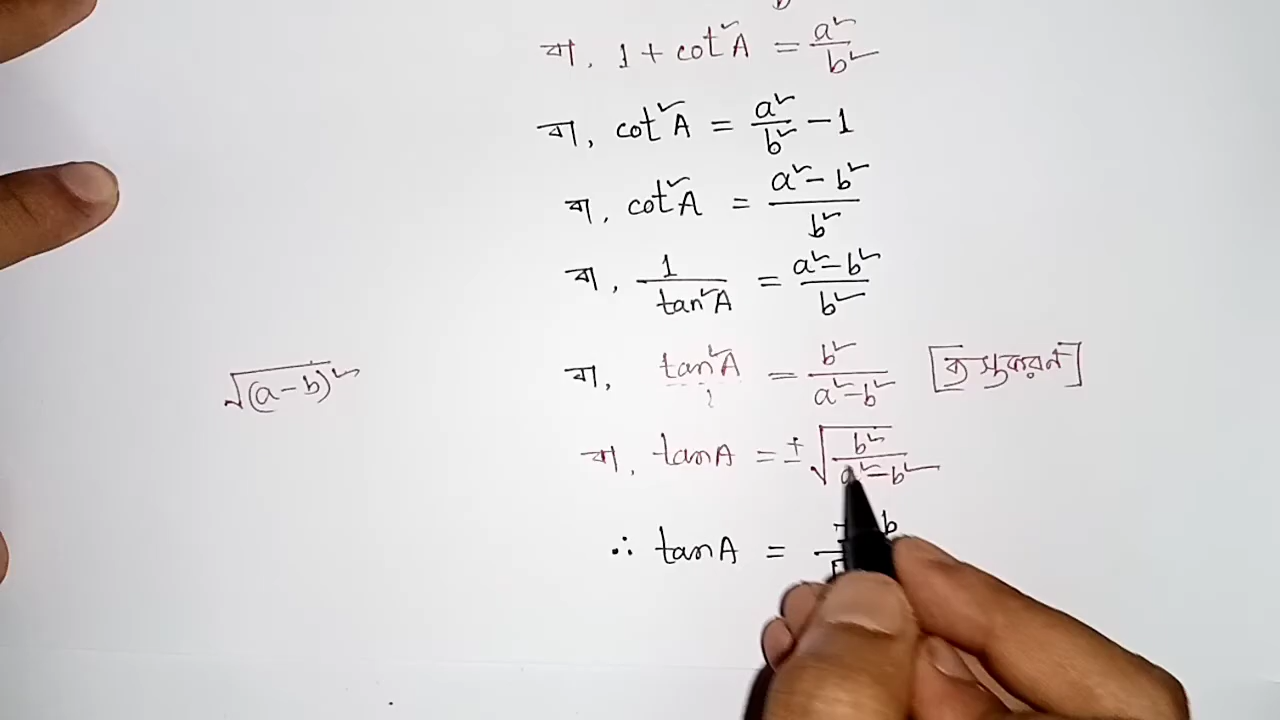 বা, 1 + cot²A = a²/b²
বা, cot²A = a²/b² - 1
বা, cot²A = (a² - b²)/b²
বা, 1/tan²A = (a² - b²)/b²
বা, tan²A = b²/(a² - b²) [ব্যস্তকরণ]
√(a - b)²
বা, tanA = ±√(b²/(a² - b²))
∴ tanA = b